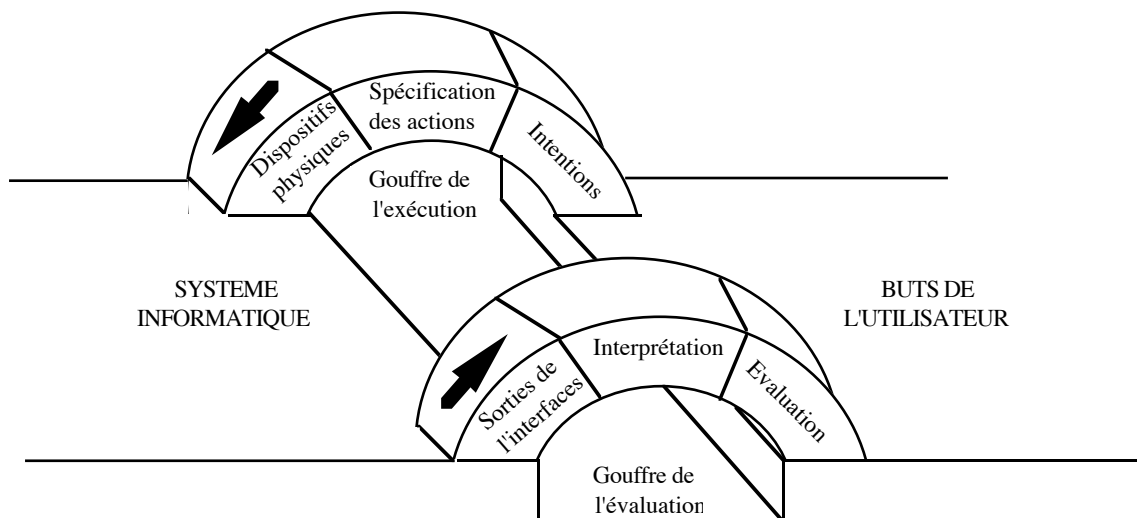 Spécification
des actions
Dispositifs
physiques
Intentions
Gouffre de
l'exécution
SYSTEME
INFORMATIQUE
BUTS DE
L'UTILISATEUR
Interprétation
Sorties de
l'interfaces
Evaluation
Gouffre de
l'évaluation